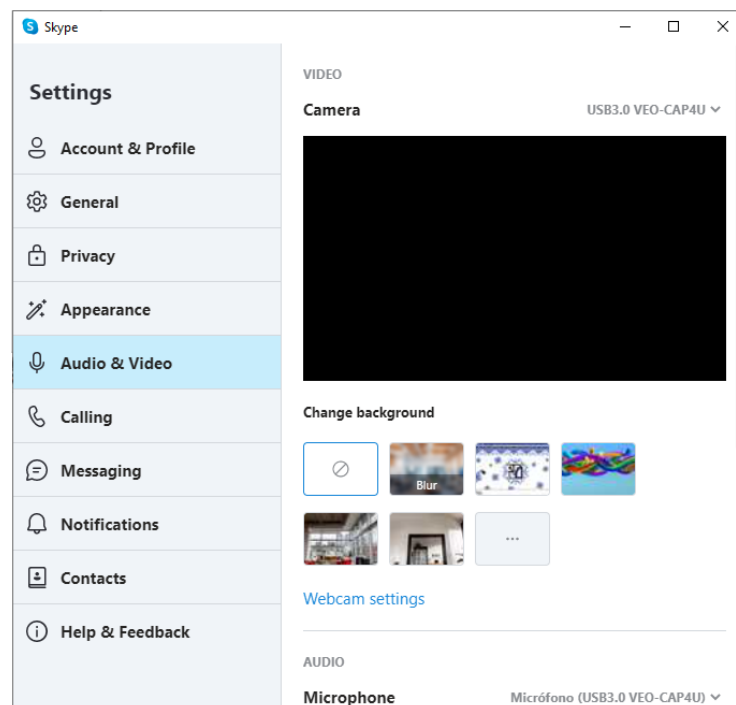 Skype
Settings
Account & Profile
General
Privacy
Appearance
Audio & Video
Calling
Messaging
Notifications
Contacts
Help & Feedback
VIDEO
Camera USB3.0 VEO-CAP4U
Change background
Blur
...
Webcam settings
AUDIO
Microphone Micrófono (USB3.0 VEO-CAP4U)